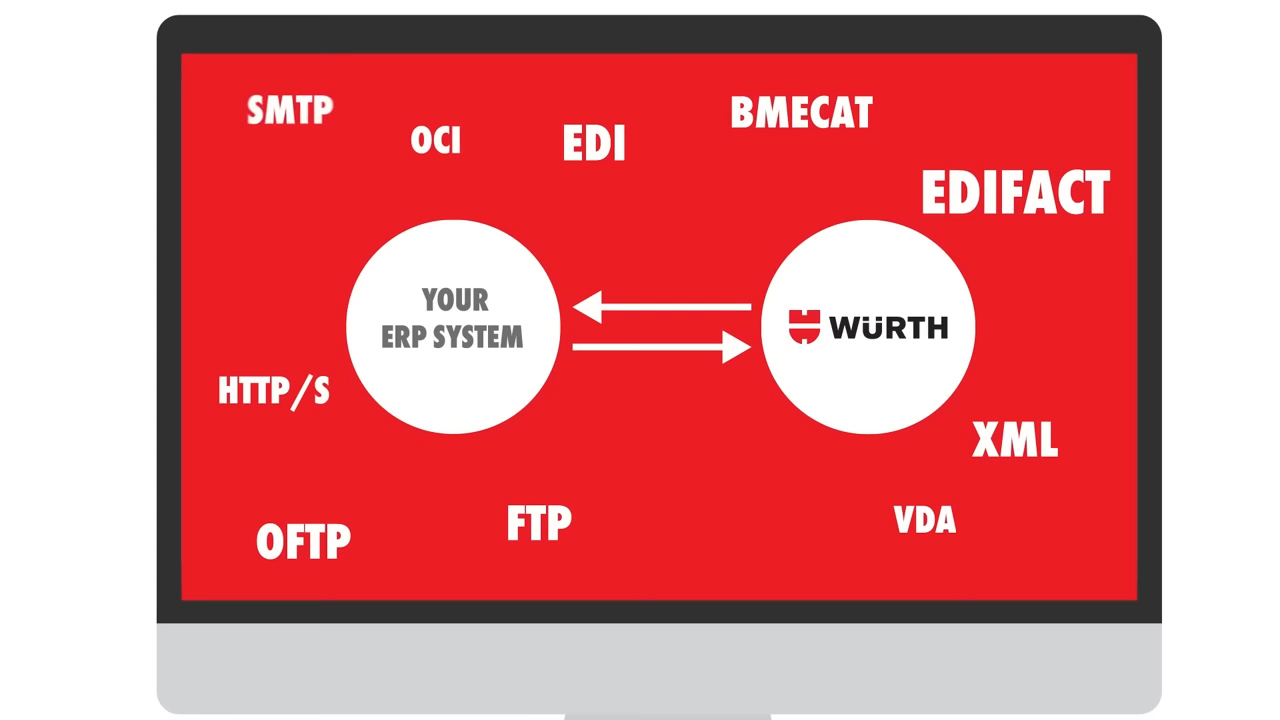 SMTP
OCI
EDI
BMECAT
EDIFACT
YOUR
ERP SYSTEM
WÜRTH
HTTP/S
XML
OFTP
FTP
VDA